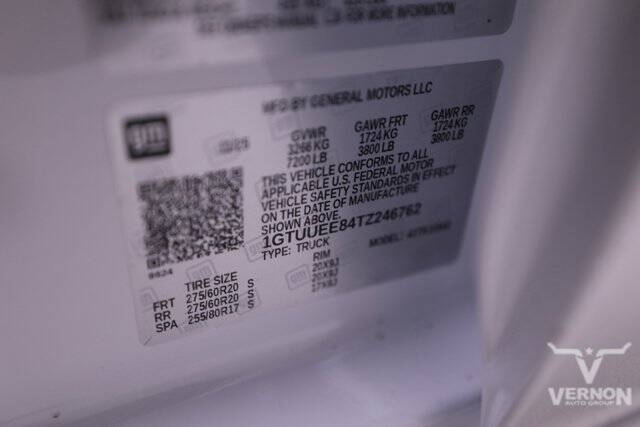 MFD BY GENERAL MOTORS LLC
gm
GVWR GAWR FRT GAWR RR
3266 KG 1724 KG 1724 KG
7200 LB 3800 LB 3800 LB
THIS VEHICLE CONFORMS TO ALL
APPLICABLE U.S. FEDERAL MOTOR
VEHICLE SAFETY STANDARDS IN EFFECT
ON THE DATE OF MANUFACTURE
SHOWN ABOVE.
1GTUUEE84TZ246762
TYPE: TRUCK MODEL:
9524
TIRE SIZE RIM
FRT 275/60R20 S 20X9J
RR 275/60R20 S 20X9J
SPA 255/80R17 S 17X8J
VERNON
AUTO GROUP